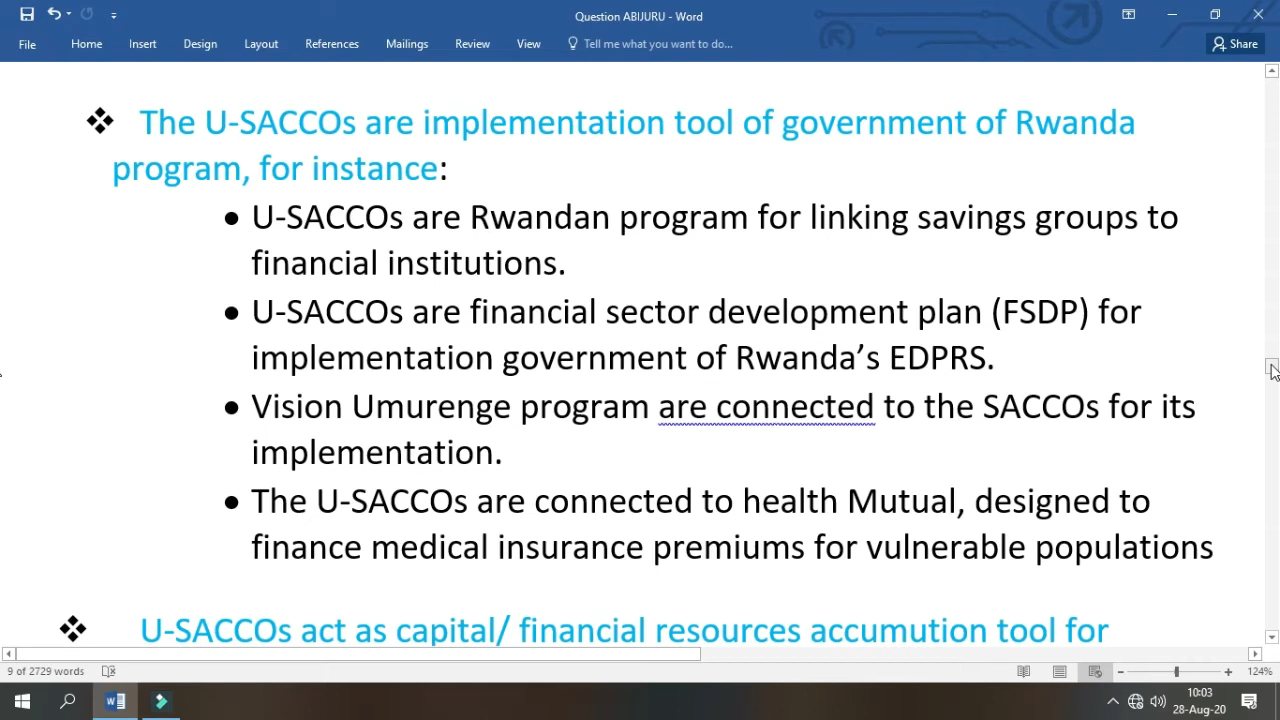 Question ABIJURU - Word
File Home Insert Design Layout References Mailings Review View Tell me what you want to do... Share
❖ The U-SACCOs are implementation tool of government of Rwanda
program, for instance:
• U-SACCOs are Rwandan program for linking savings groups to
financial institutions.
• U-SACCOs are financial sector development plan (FSDP) for
implementation government of Rwanda’s EDPRS.
• Vision Umurenge program are connected to the SACCOs for its
implementation.
• The U-SACCOs are connected to health Mutual, designed to
finance medical insurance premiums for vulnerable populations
❖ U-SACCOs act as capital/ financial resources accumution tool for
9 of 2729 words 124%
10:03
28-Aug-20